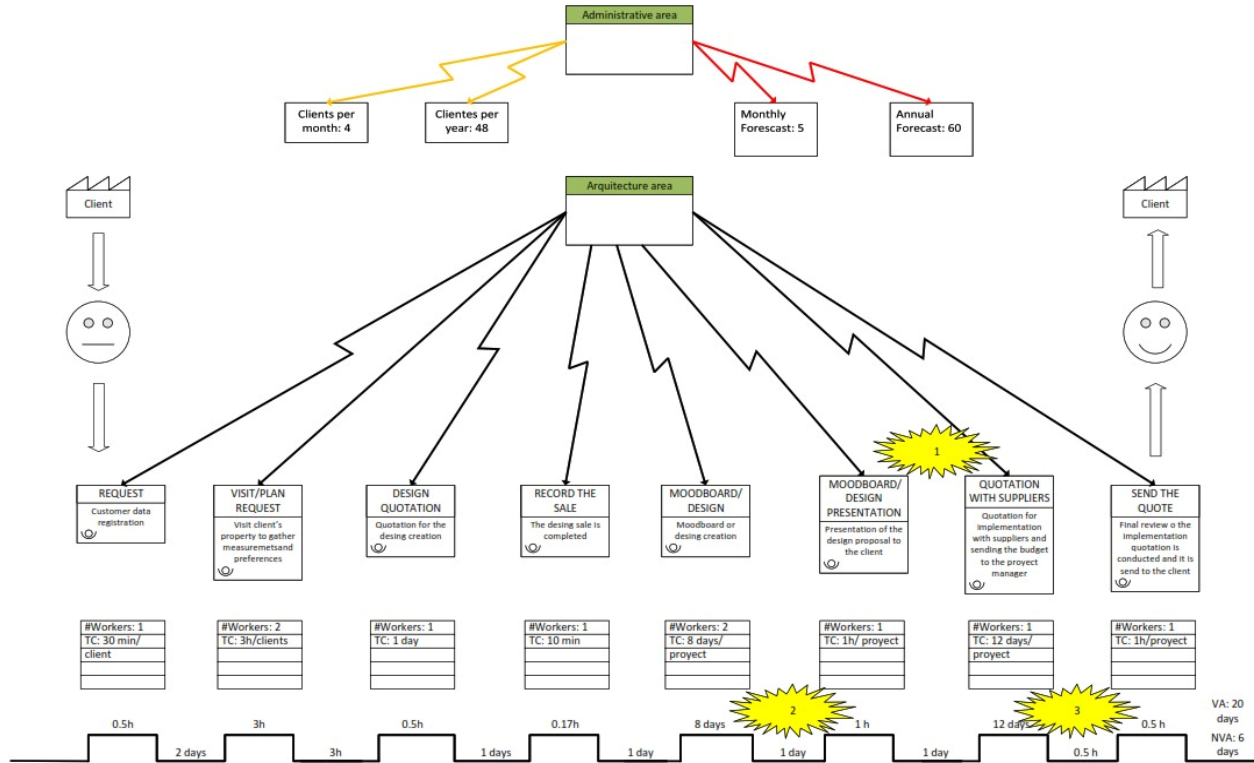 Administrative area
Clients per
month: 4
Clientes per
year: 48
Monthly
Forescast: 5
Annual
Forecast: 60
Arquitecture area
Client
Client
1
REQUEST
Customer data
registration
VISIT/PLAN
REQUEST
Visit client's
property to gather
measuremetsand
preferences
DESIGN
QUOTATION
Quotation for the
desing creation
RECORD THE
SALE
The desing sale is
completed
MOODBOARD/
DESIGN
Moodboard or
desing creation
MOODBOARD/
DESIGN
PRESENTATION
Presentation of the
design proposal to
the client
QUOTATION
WITH SUPPLIERS
Quotation for
implementation
with suppliers and
sending the budget
to the proyect
manager
SEND THE
QUOTE
Final review o the
implementation
quotation is
conducted and it is
send to the client
#Workers: 1
TC: 30 min/
client
#Workers: 2
TC: 3h/clients
#Workers: 1
TC: 1 day
#Workers: 1
TC: 10 min
#Workers: 2
TC: 8 days/
proyect
#Workers: 1
TC: 1h/ proyect
#Workers: 1
TC: 12 days/
proyect
#Workers: 1
TC: 1h/proyect
0.5h
2 days
3h
3h
0.5h
1 days
0.17h
1 day
8 days
2
1 day
1 h
1 day
12 days
3
0.5 h
0.5 h
VA: 20
days
NVA: 6
days